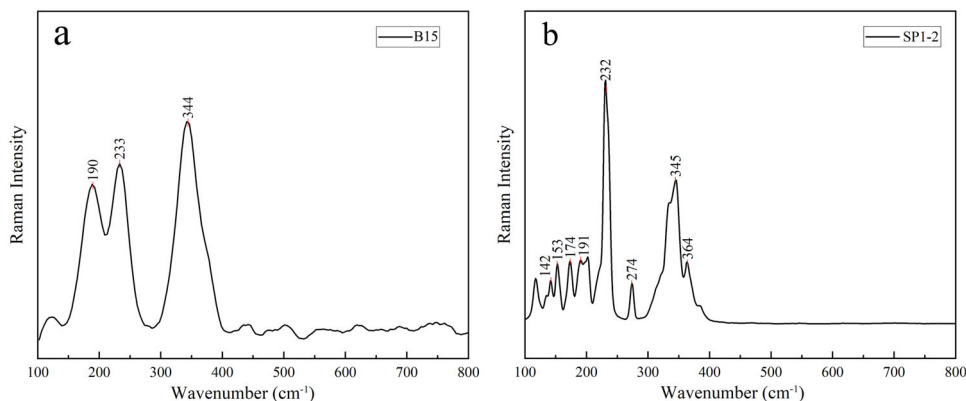 a
B15
190
233
344
Raman Intensity
100 200 300 400 500 600 700 800
Wavenumber (cm⁻¹)
b
SP1-2
142
153
174
191
232
274
345
364
Raman Intensity
100 200 300 400 500 600 700 800
Wavenumber (cm⁻¹)